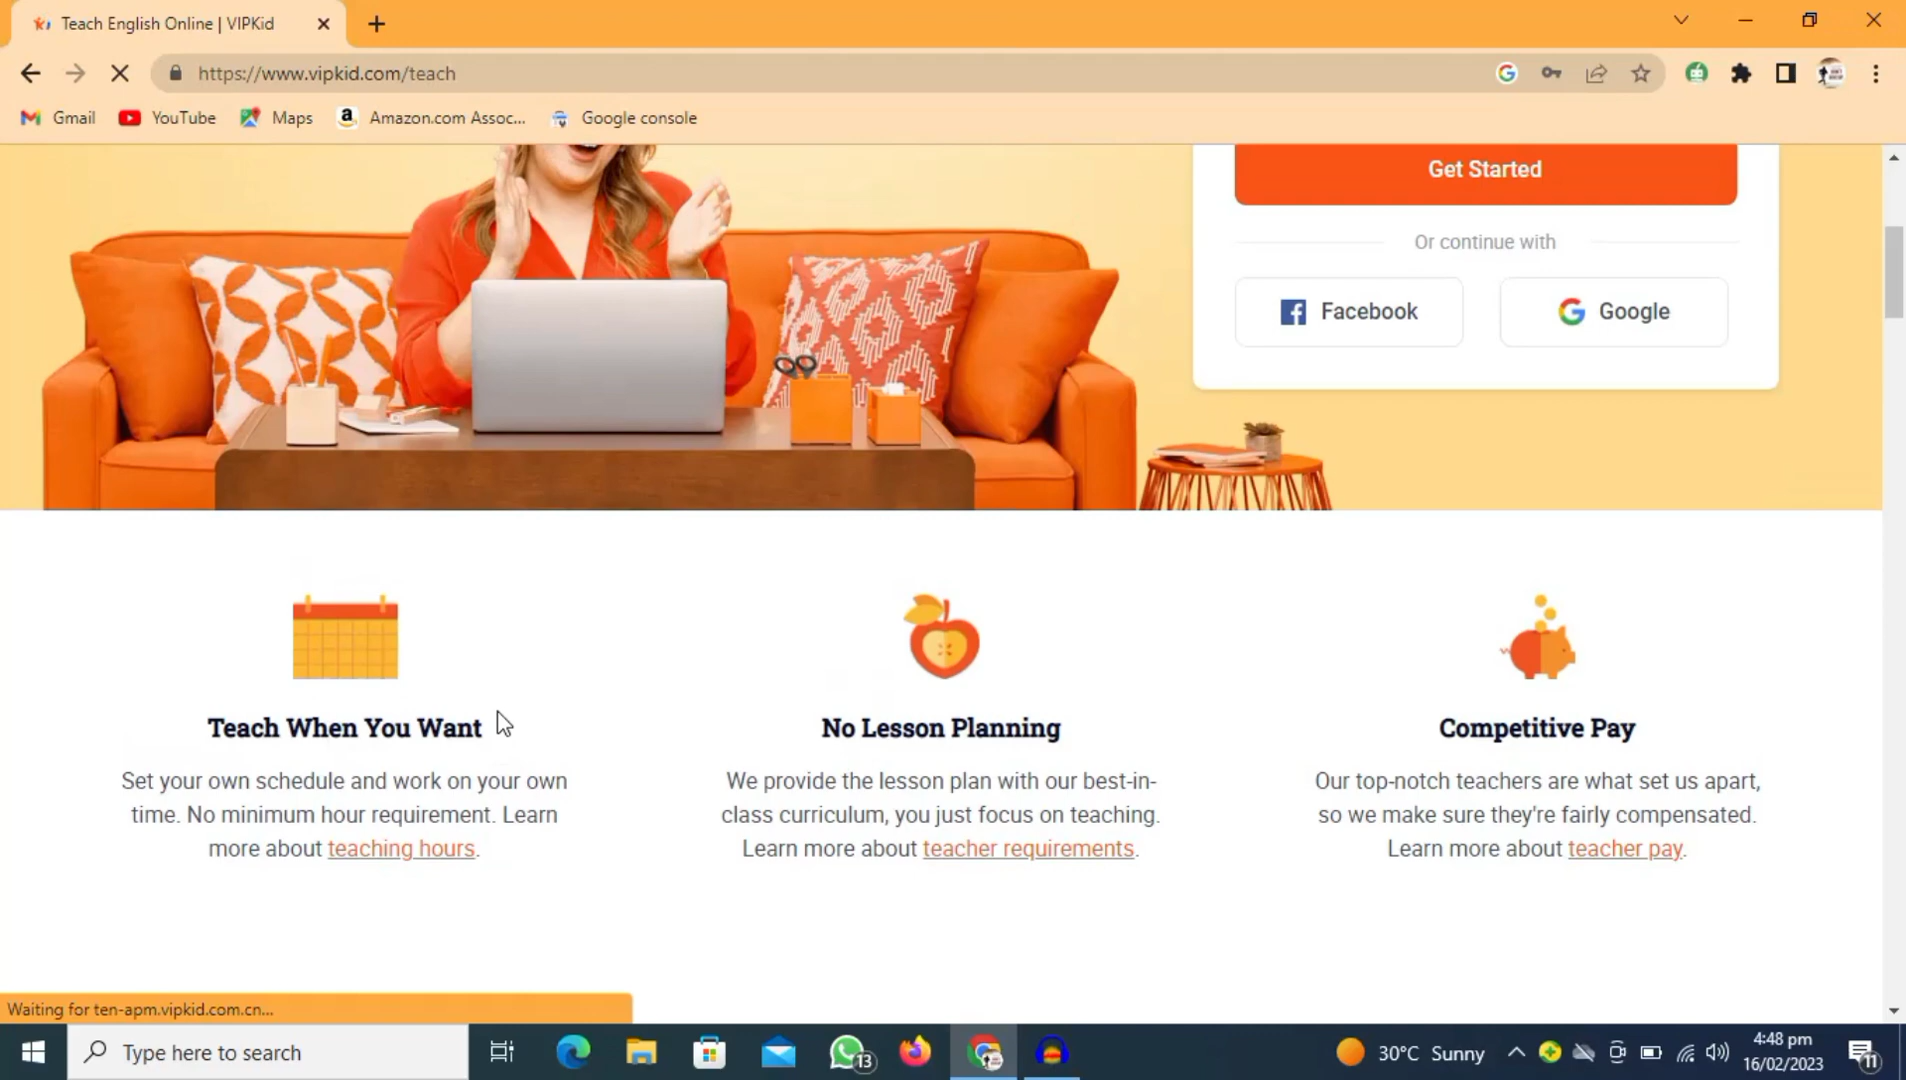 Teach English Online | VIPKid
https://www.vipkid.com/teach
Gmail YouTube Maps Amazon.com Assoc... Google console
Get Started
Or continue with
Facebook Google
Teach When You Want
Set your own schedule and work on your own
time. No minimum hour requirement. Learn
more about teaching hours.
No Lesson Planning
We provide the lesson plan with our best-in-
class curriculum, you just focus on teaching.
Learn more about teacher requirements.
Competitive Pay
Our top-notch teachers are what set us apart,
so we make sure they're fairly compensated.
Learn more about teacher pay.
Waiting for ten-apm.vipkid.com.cn...
Type here to search
13
30°C Sunny
4:48 pm
16/02/2023
11